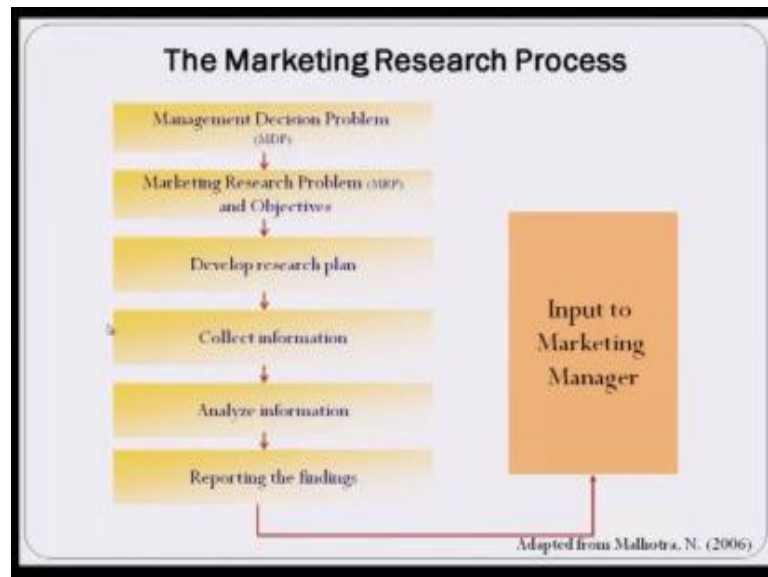 The Marketing Research Process
Management Decision Problem
(MDP)
Marketing Research Problem (MRP)
and Objectives
Develop research plan
Collect information
Analyze information
Reporting the findings
Input to
Marketing
Manager
Adapted from Malhotra, N. (2006)